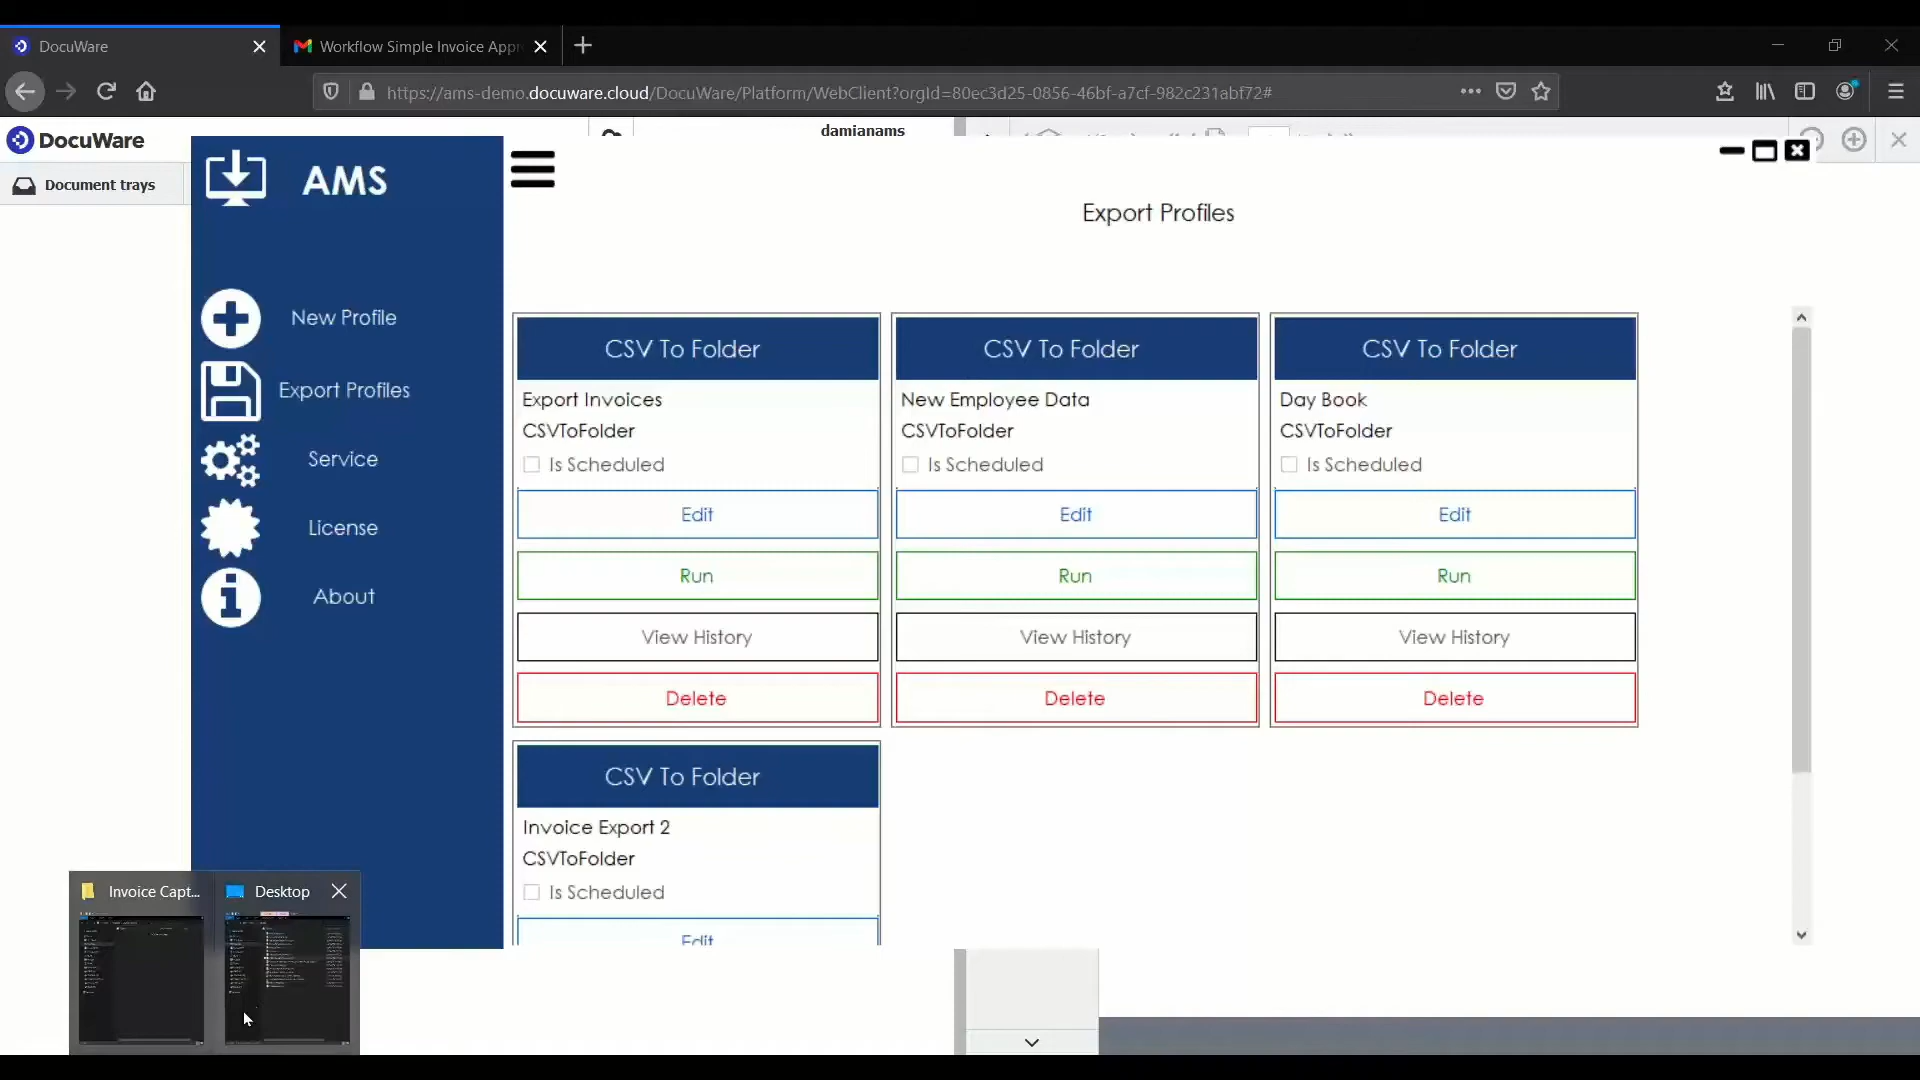 DocuWare
Workflow Simple Invoice Appr
https://ams-demo.docuware.cloud/DocuWare/Platform/WebClient?orgId=80ec3d25-0856-46bf-a7cf-982c231abf72#
DocuWare
damianams
Document trays
AMS
Export Profiles
New Profile
Export Profiles
Service
License
About
CSV To Folder
Export Invoices
CSVToFolder
Is Scheduled
Edit
Run
View History
Delete
CSV To Folder
New Employee Data
CSVToFolder
Is Scheduled
Edit
Run
View History
Delete
CSV To Folder
Day Book
CSVToFolder
Is Scheduled
Edit
Run
View History
Delete
CSV To Folder
Invoice Export 2
CSVToFolder
Is Scheduled
Edit
Invoice Capt...
Desktop